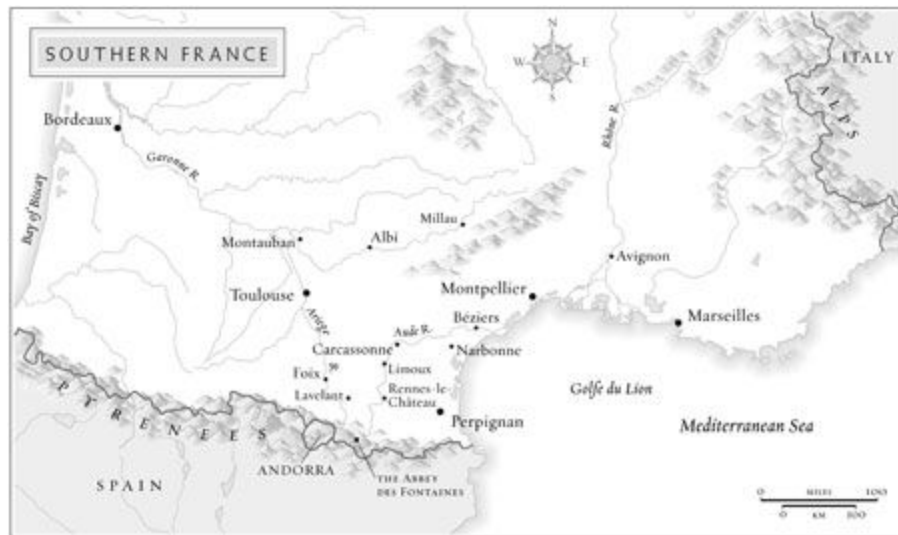 SOUTHERN FRANCE
N
W
E
S
ITALY
ALPS
Bordeaux
Garonne R.
Rhône R.
Bay of Biscay
Millau
Montauban
Albi
Avignon
Toulouse
Montpellier
Ariège
Béziers
Marseilles
Aude R.
Carcassonne
Narbonne
Foix
Limoux
Golfe du Lion
Lavelant
Rennes-le-
Château
Perpignan
Mediterranean Sea
PYRENEES
ANDORRA
THE ABBEY
DES FONTAINES
SPAIN
0
100
0
KM
100